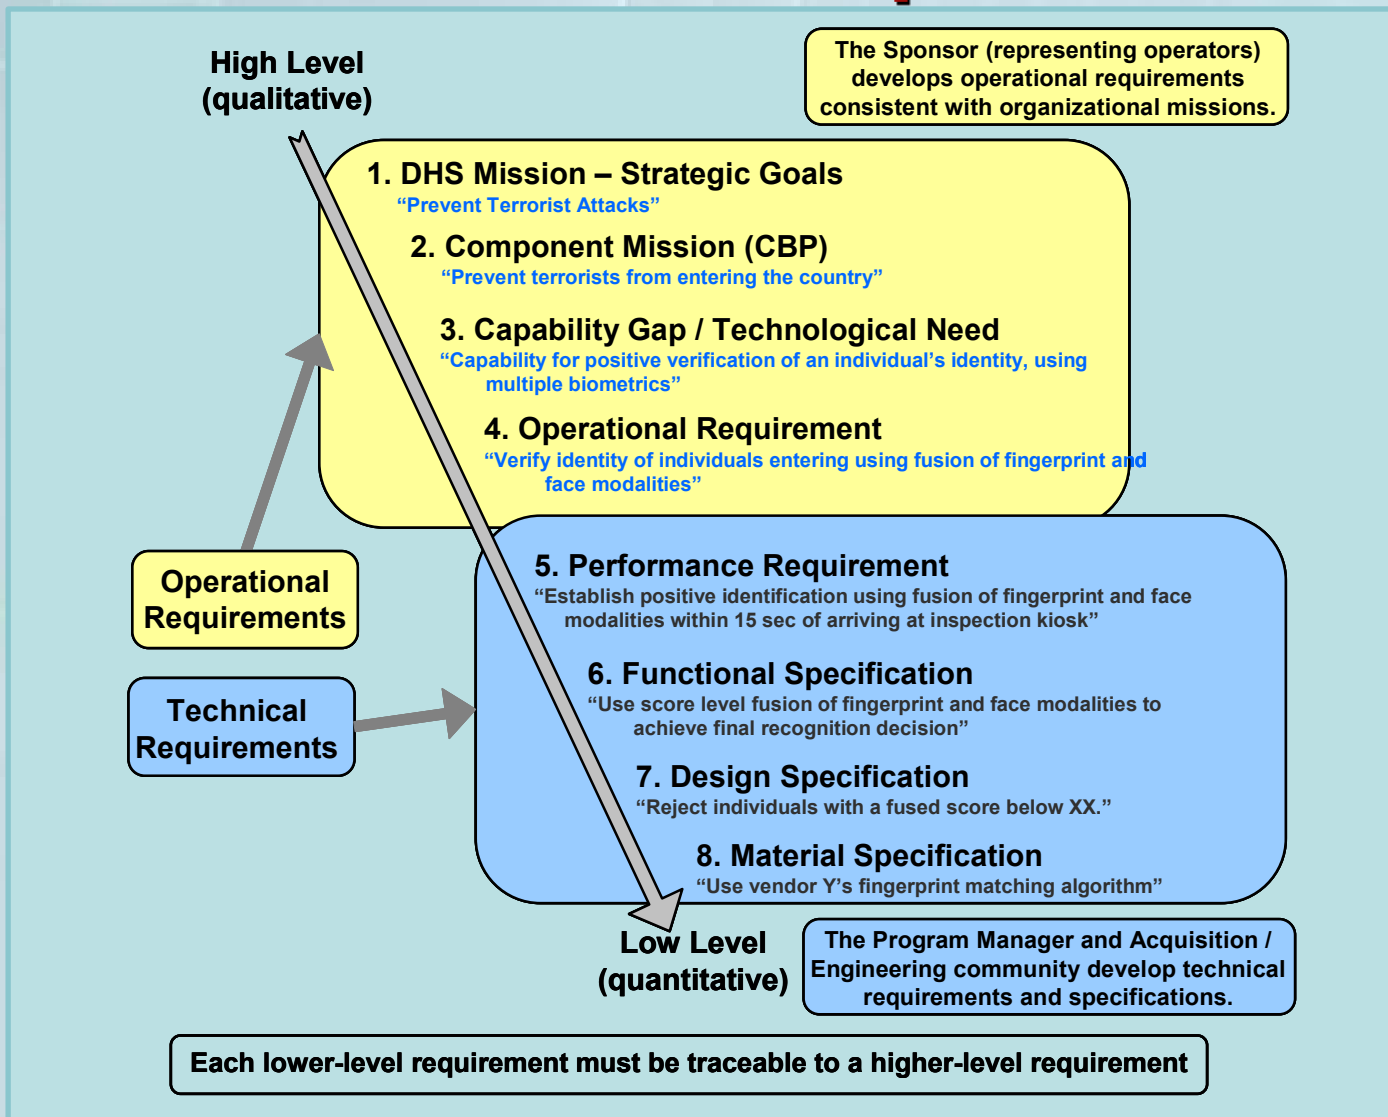 High Level
(qualitative)
The Sponsor (representing operators)
develops operational requirements
consistent with organizational missions.
1. DHS Mission – Strategic Goals
“Prevent Terrorist Attacks”
2. Component Mission (CBP)
“Prevent terrorists from entering the country”
3. Capability Gap / Technological Need
“Capability for positive verification of an individual’s identity, using
multiple biometrics”
4. Operational Requirement
“Verify identity of individuals entering using fusion of fingerprint and
face modalities”
Operational
Requirements
5. Performance Requirement
“Establish positive identification using fusion of fingerprint and face
modalities within 15 sec of arriving at inspection kiosk”
6. Functional Specification
“Use score level fusion of fingerprint and face modalities to
achieve final recognition decision”
Technical
Requirements
7. Design Specification
“Reject individuals with a fused score below XX.”
8. Material Specification
“Use vendor Y’s fingerprint matching algorithm”
Low Level
(quantitative)
The Program Manager and Acquisition /
Engineering community develop technical
requirements and specifications.
Each lower-level requirement must be traceable to a higher-level requirement